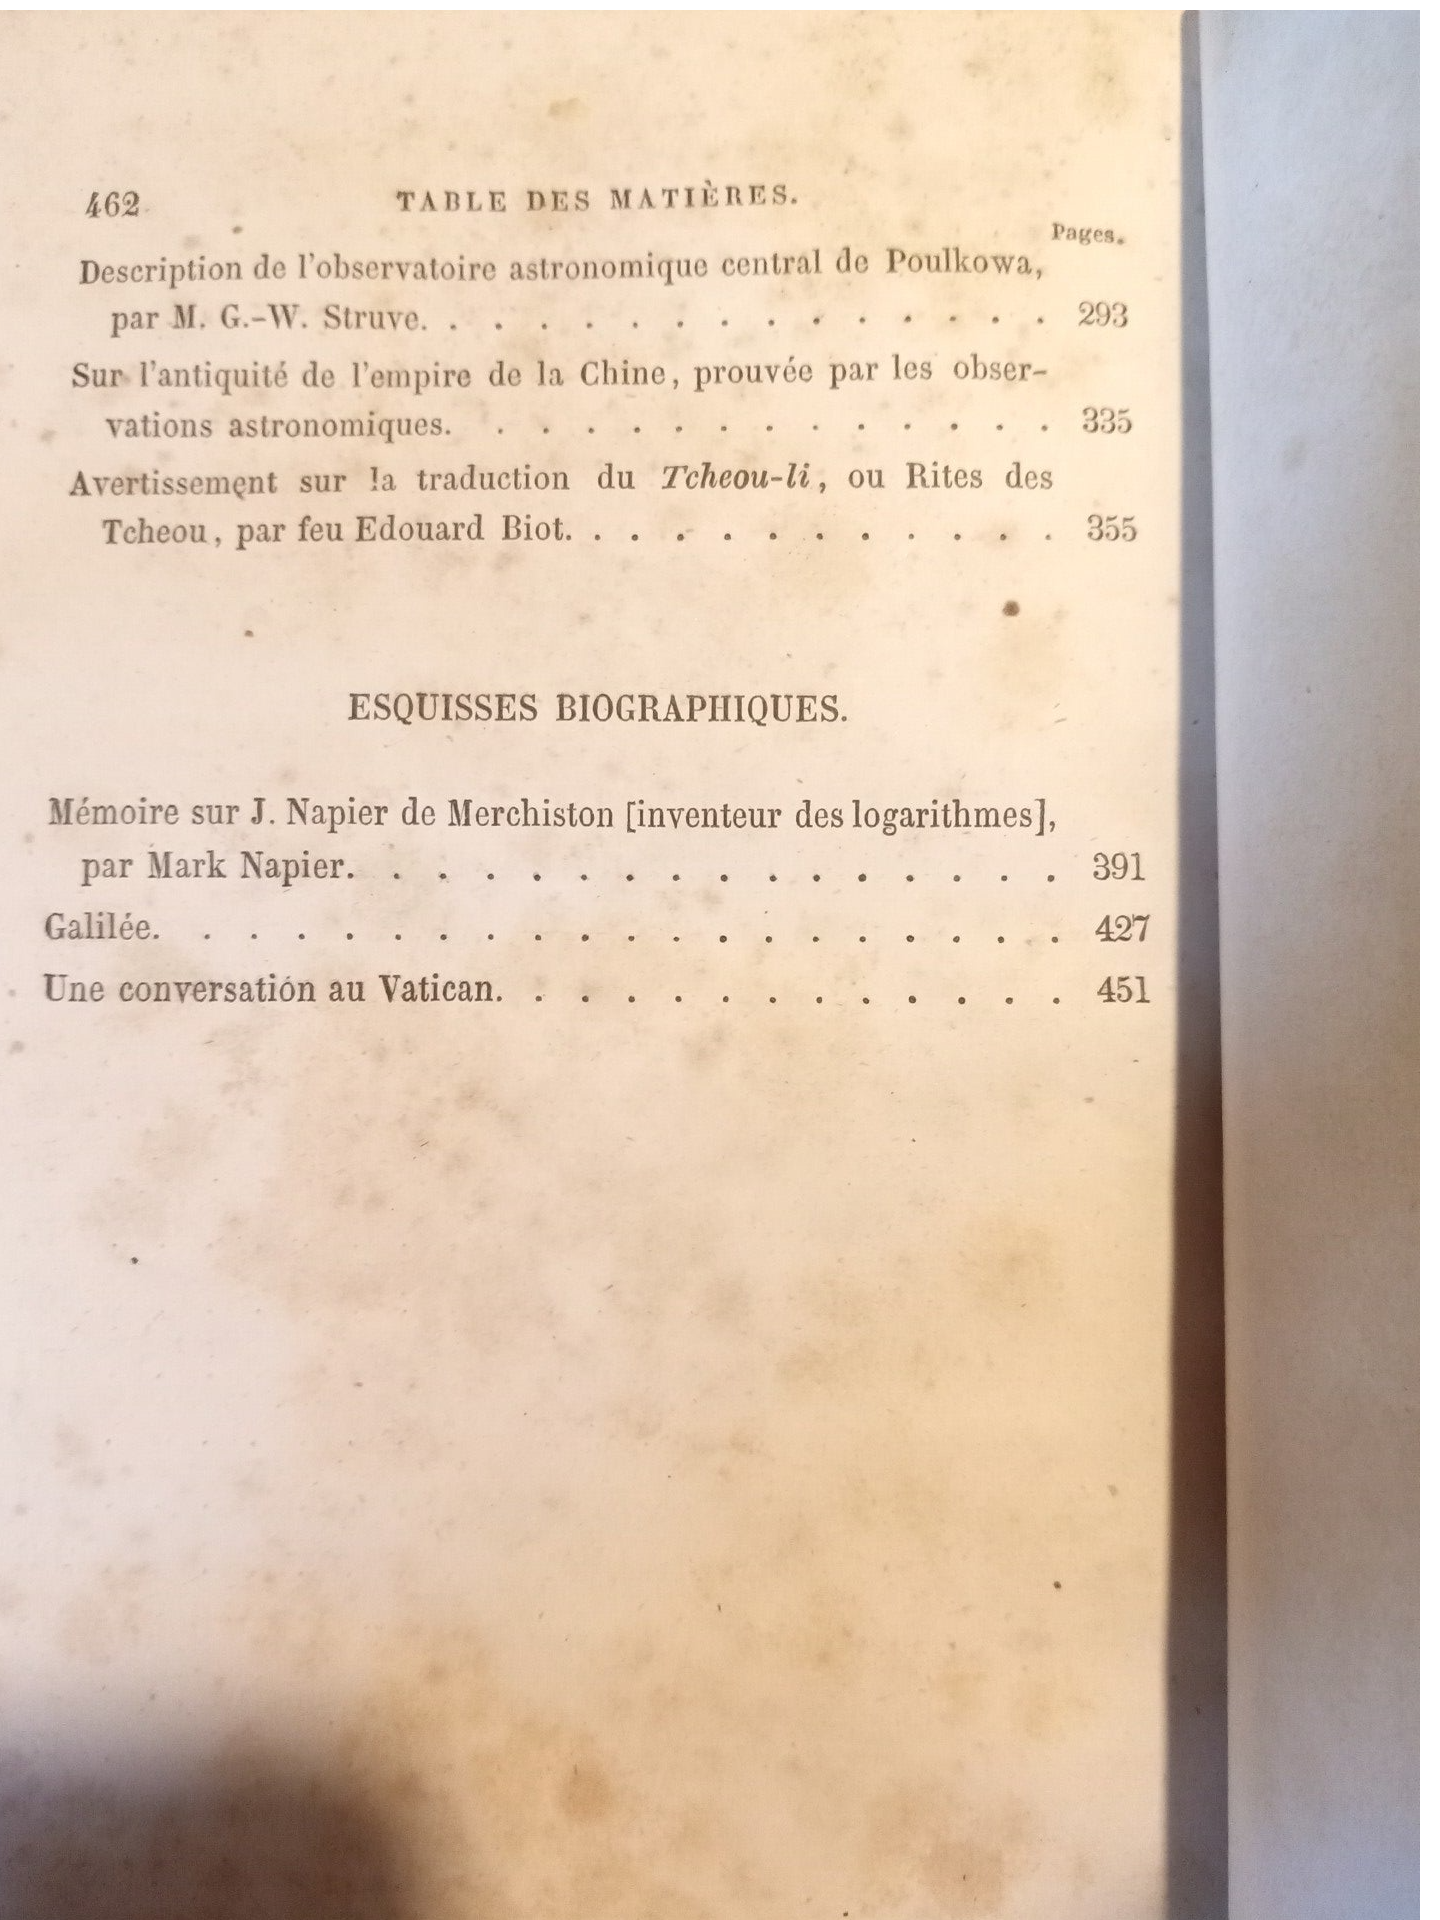 462 TABLE DES MATIÈRES.
Pages.
Description de l'observatoire astronomique central de Poulkowa,
par M. G.-W. Struve. . . . . . . . . . . . . . . 293
Sur l'antiquité de l'empire de la Chine, prouvée par les obser-
vations astronomiques. . . . . . . . . . . . . . 335
Avertissement sur la traduction du Tcheou-li, ou Rites des
Tcheou, par feu Edouard Biot. . . . . . . . . . . . 355
ESQUISSES BIOGRAPHIQUES.
Mémoire sur J. Napier de Merchiston [inventeur des logarithmes],
par Mark Napier. . . . . . . . . . . . . . . . 391
Galilée. . . . . . . . . . . . . . . . . . . . 427
Une conversation au Vatican. . . . . . . . . . . . . 451